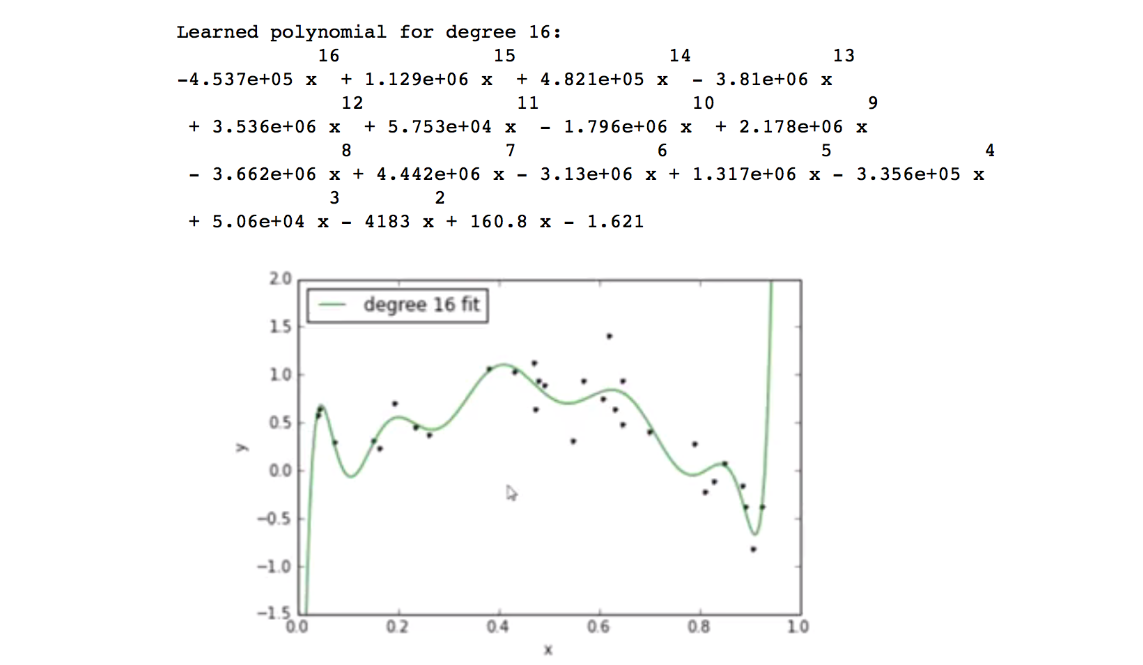 Learned polynomial for degree 16:
16 15 14 13
-4.537e+05 x + 1.129e+06 x + 4.821e+05 x - 3.81e+06 x
12 11 10 9
+ 3.536e+06 x + 5.753e+04 x - 1.796e+06 x + 2.178e+06 x
8 7 6 5 4
- 3.662e+06 x + 4.442e+06 x - 3.13e+06 x + 1.317e+06 x - 3.356e+05 x
3 2
+ 5.06e+04 x - 4183 x + 160.8 x - 1.621
2.0
degree 16 fit
1.5
1.0
0.5
y
0.0
−0.5
−1.0
−1.5
0.0 0.2 0.4 0.6 0.8 1.0
x